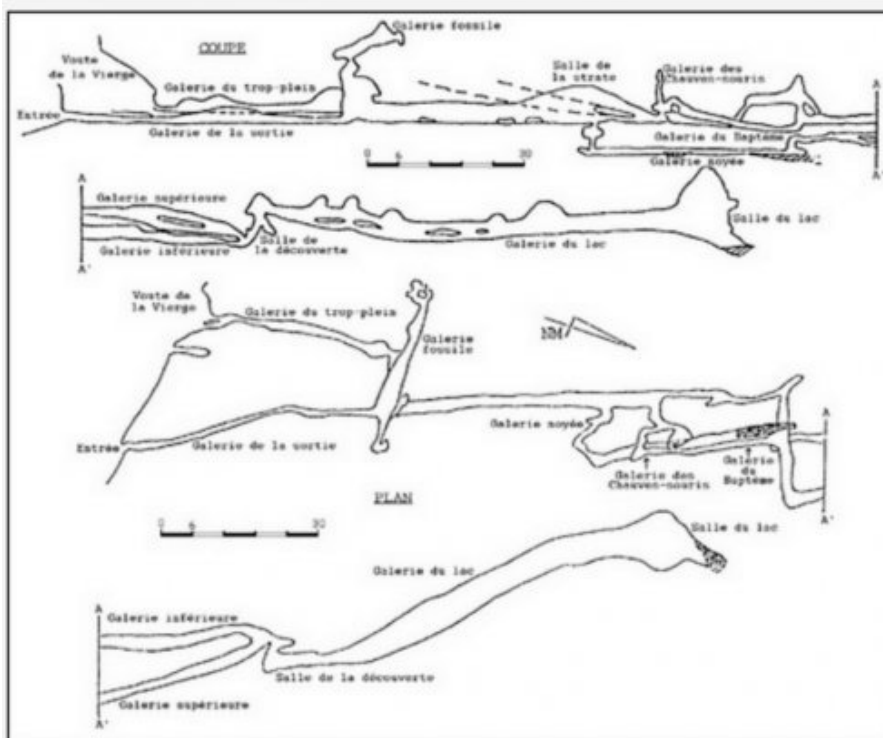 COUPE
Galerie fossile
Voute
de la Vierge
Galerie du trop-plein
Salle de
la strate
Galerie des
Chauves-souris
A
Entrée
Galerie de la sortie
Galerie du Baptême
Galerie noyée
0 6 30
A'
A
Galerie supérieure
Galerie inférieure
Salle de
la découverte
Galerie du lac
Salle du lac
A'
Voute de
la Vierge
Galerie du trop-plein
Galerie
fossile
NM
Entrée
Galerie de la sortie
Galerie noyée
Galerie des
Chauves-souris
Galerie
du
Baptême
A
A'
PLAN
0 6 30
Salle du lac
Galerie du lac
A
Galerie inférieure
Salle de la découverte
Galerie supérieure
A'